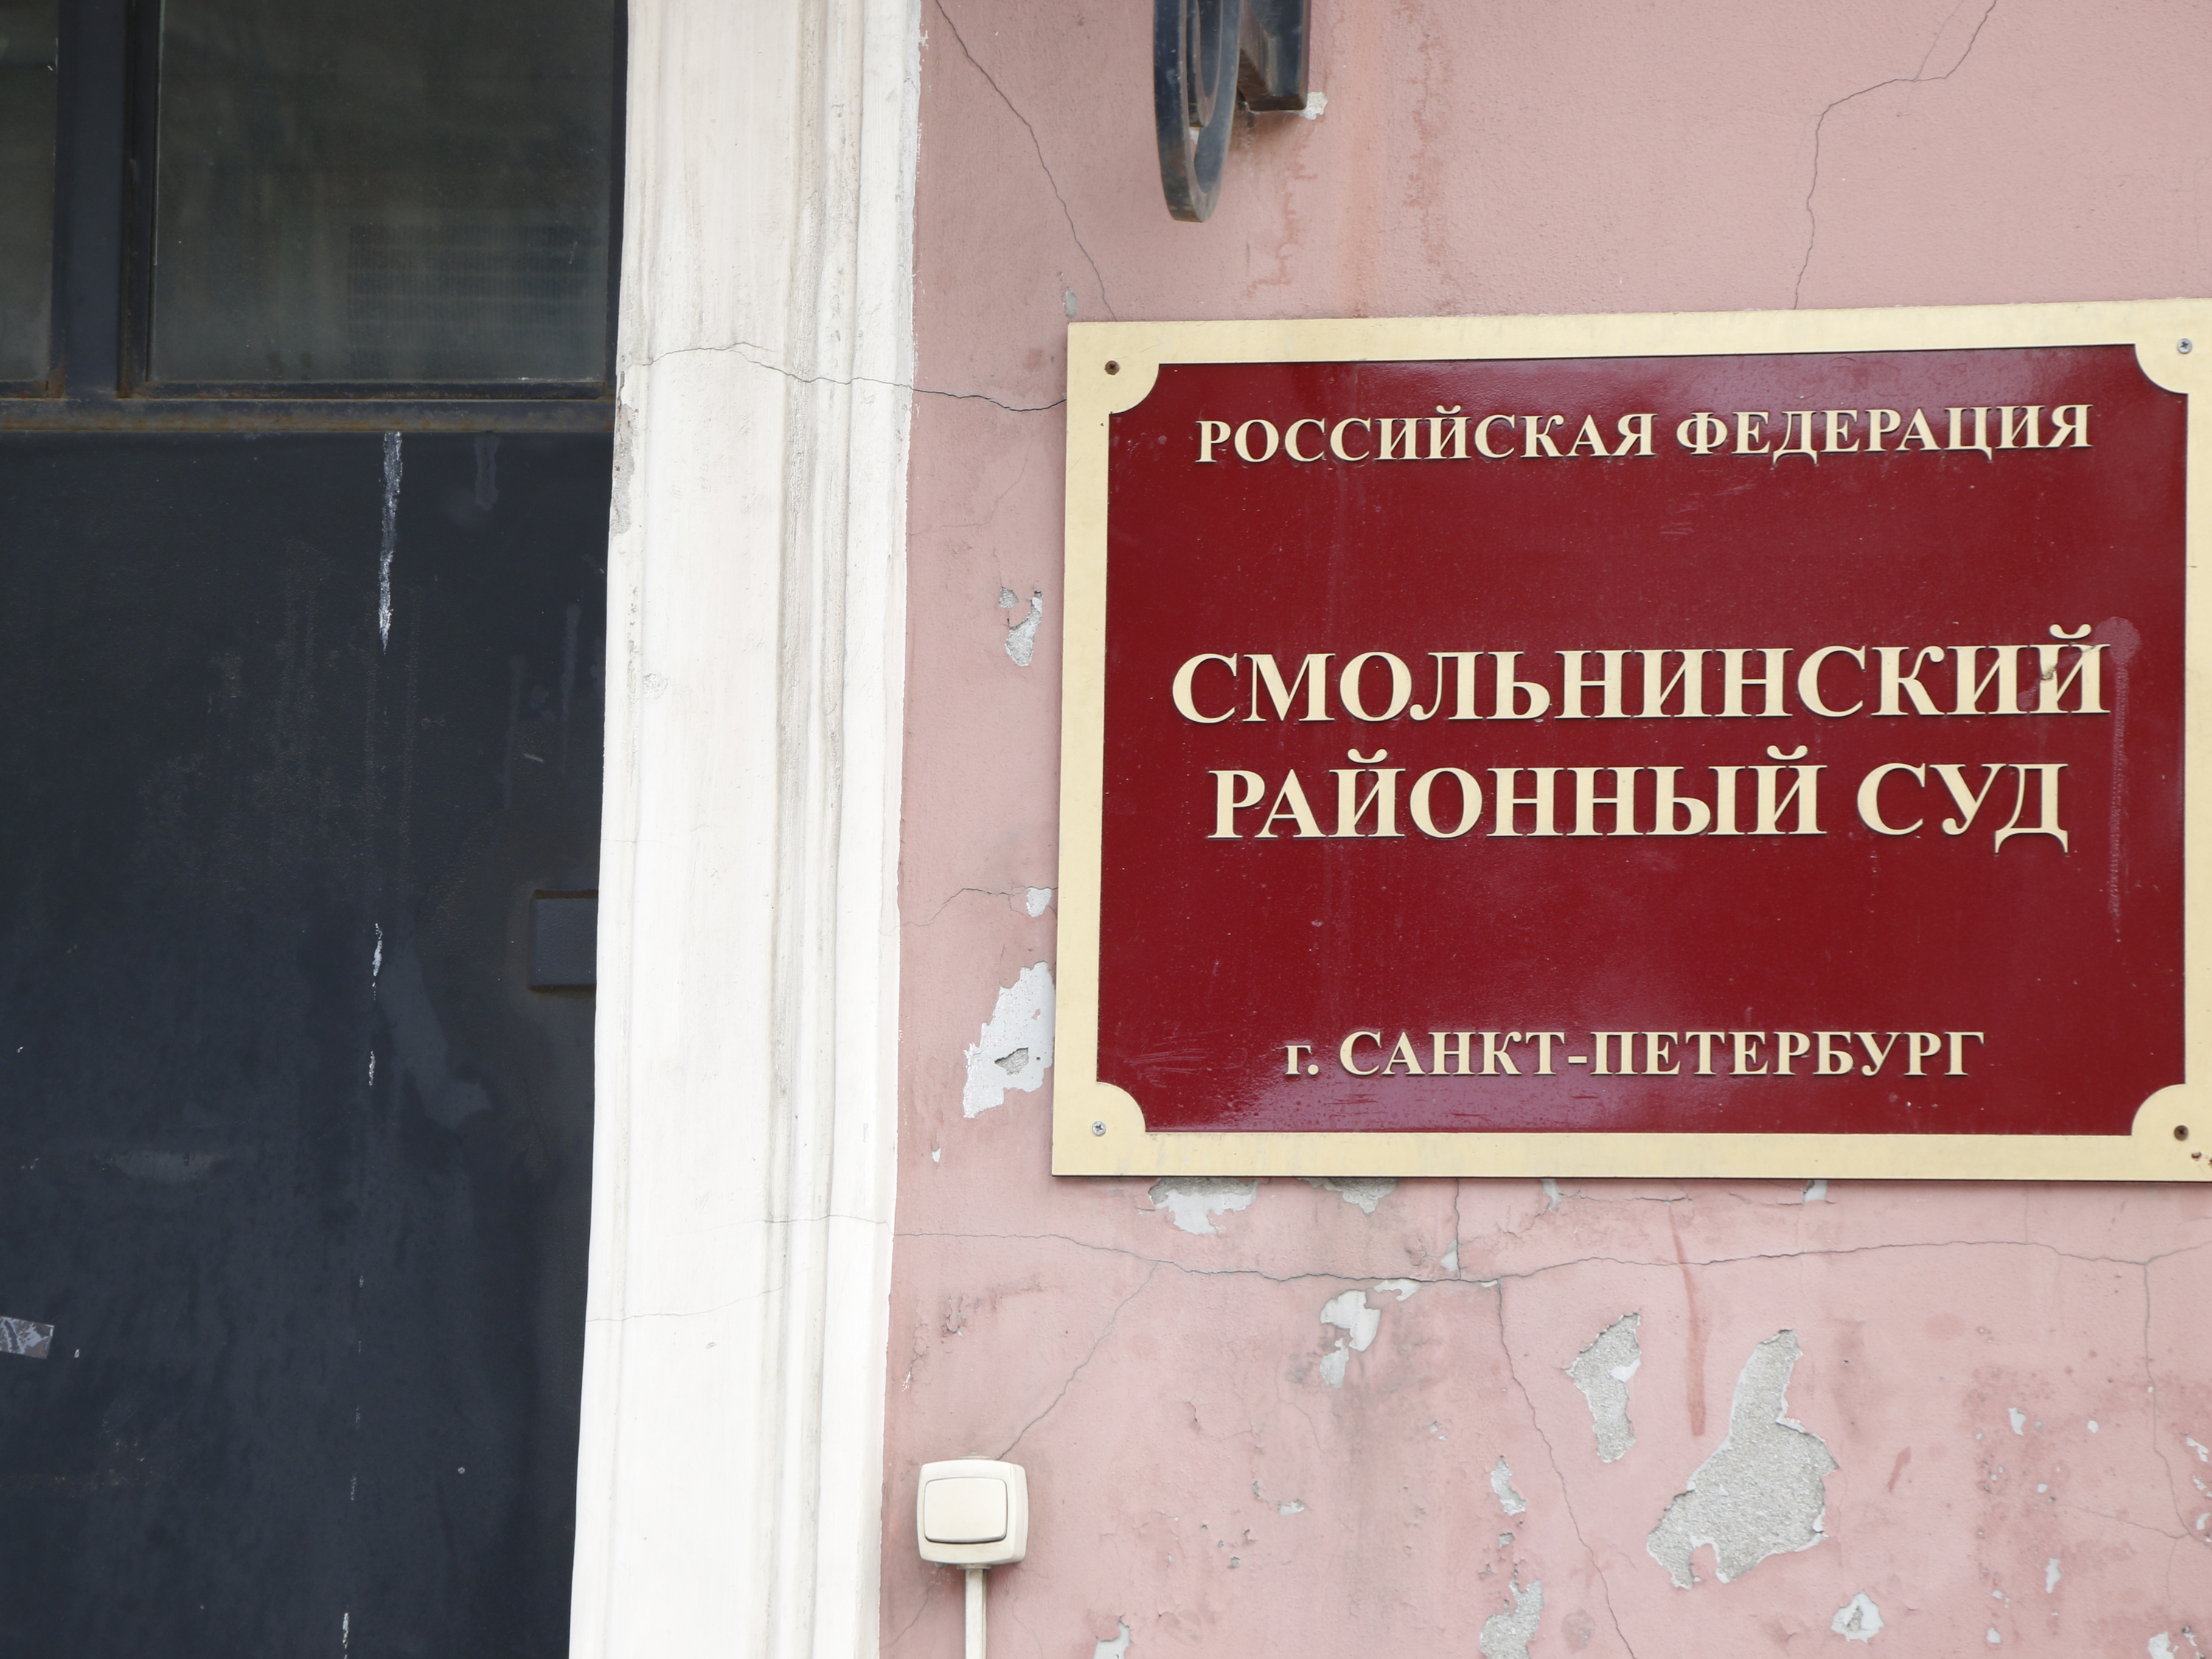 РОССИЙСКАЯ ФЕДЕРАЦИЯ
СМОЛЬНИНСКИЙ
РАЙОННЫЙ СУД
г. САНКТ-ПЕТЕРБУРГ